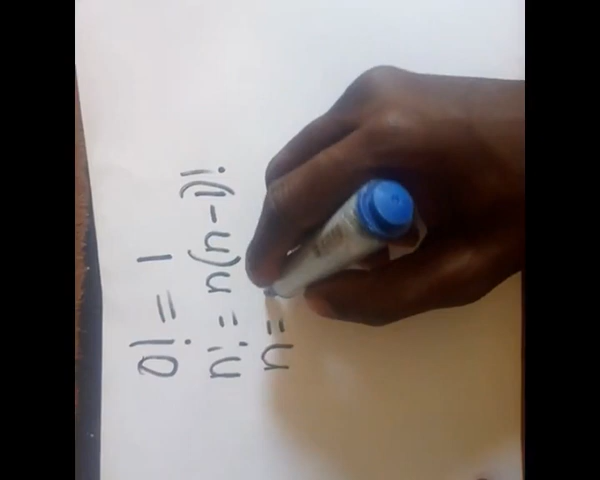 0! = 1
n! = n(n-1)!
n =